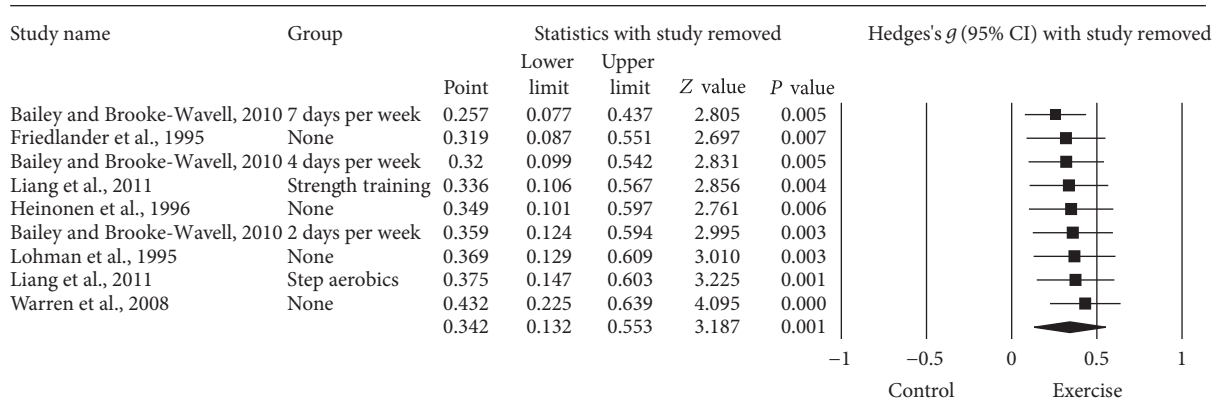 Study name Group Statistics with study removed Hedges's g (95% CI) with study removed
Lower Upper
Point limit limit Z value P value
Bailey and Brooke-Wavell, 2010 7 days per week 0.257 0.077 0.437 2.805 0.005
Friedlander et al., 1995 None 0.319 0.087 0.551 2.697 0.007
Bailey and Brooke-Wavell, 2010 4 days per week 0.32 0.099 0.542 2.831 0.005
Liang et al., 2011 Strength training 0.336 0.106 0.567 2.856 0.004
Heinonen et al., 1996 None 0.349 0.101 0.597 2.761 0.006
Bailey and Brooke-Wavell, 2010 2 days per week 0.359 0.124 0.594 2.995 0.003
Lohman et al., 1995 None 0.369 0.129 0.609 3.010 0.003
Liang et al., 2011 Step aerobics 0.375 0.147 0.603 3.225 0.001
Warren et al., 2008 None 0.432 0.225 0.639 4.095 0.000
0.342 0.132 0.553 3.187 0.001
−1 −0.5 0 0.5 1
Control Exercise